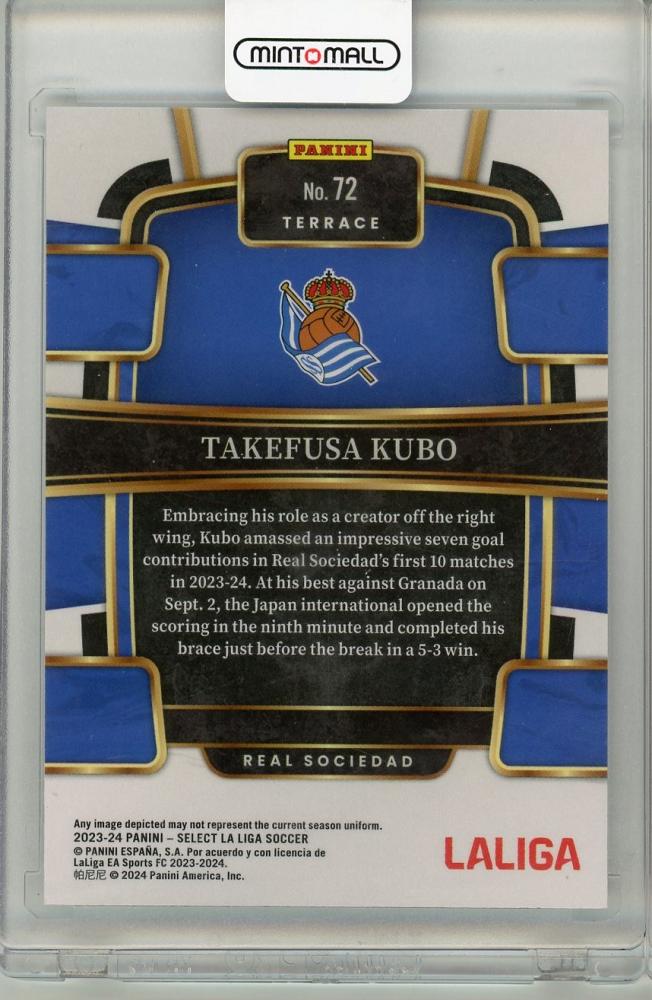 MINT MALL
PANINI
No. 72
TERRACE
TAKEFUSA KUBO
Embracing his role as a creator off the right
wing, Kubo amassed an impressive seven goal
contributions in Real Sociedad's first 10 matches
in 2023-24. At his best against Granada on
Sept. 2, the Japan international opened the
scoring in the ninth minute and completed his
brace just before the break in a 5-3 win.
REAL SOCIEDAD
Any image depicted may not represent the current season uniform.
2023-24 PANINI – SELECT LA LIGA SOCCER
© PANINI ESPAÑA, S.A. Por acuerdo y con licencia de
LaLiga EA Sports FC 2023-2024.
帕尼尼 © 2024 Panini America, Inc.
LALIGA